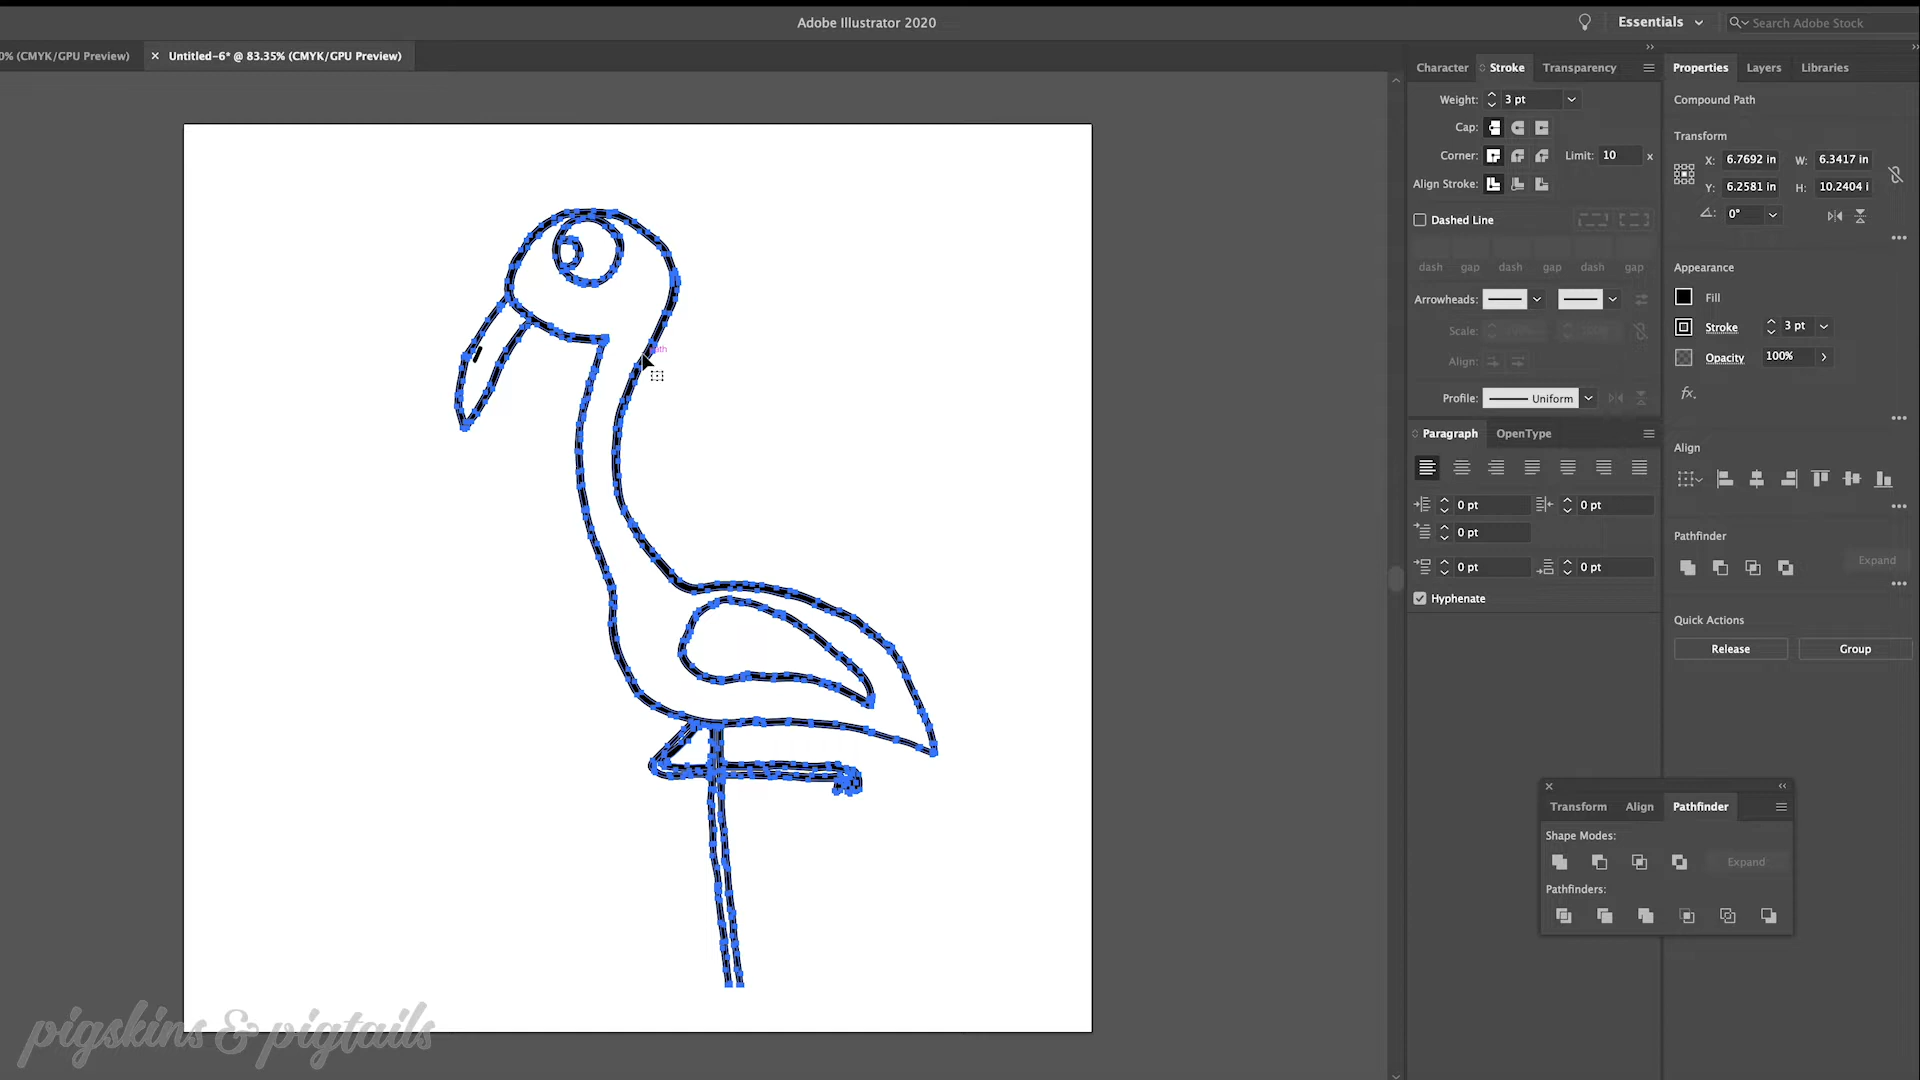 Adobe Illustrator 2020
Essentials
Search Adobe Stock
0% (CMYK/GPU Preview)
× Untitled-6* @ 83.35% (CMYK/GPU Preview)
Character
Stroke
Transparency
Weight: 3 pt
Cap:
Corner:
Limit: 10 x
Align Stroke:
Dashed Line
dash gap dash gap dash gap
Arrowheads:
Scale: 100% 100%
Align:
Profile: Uniform
Paragraph
OpenType
0 pt 0 pt
0 pt
0 pt 0 pt
Hyphenate
Properties
Layers
Libraries
Compound Path
Transform
X: 6.7692 in W: 6.3417 in
Y: 6.2581 in H: 10.2404 i
0°
Appearance
Fill
Stroke 3 pt
Opacity 100%
fx.
Align
Pathfinder
Expand
Quick Actions
Release
Group
Transform
Align
Pathfinder
Shape Modes:
Expand
Pathfinders:
pigskins & pigtails